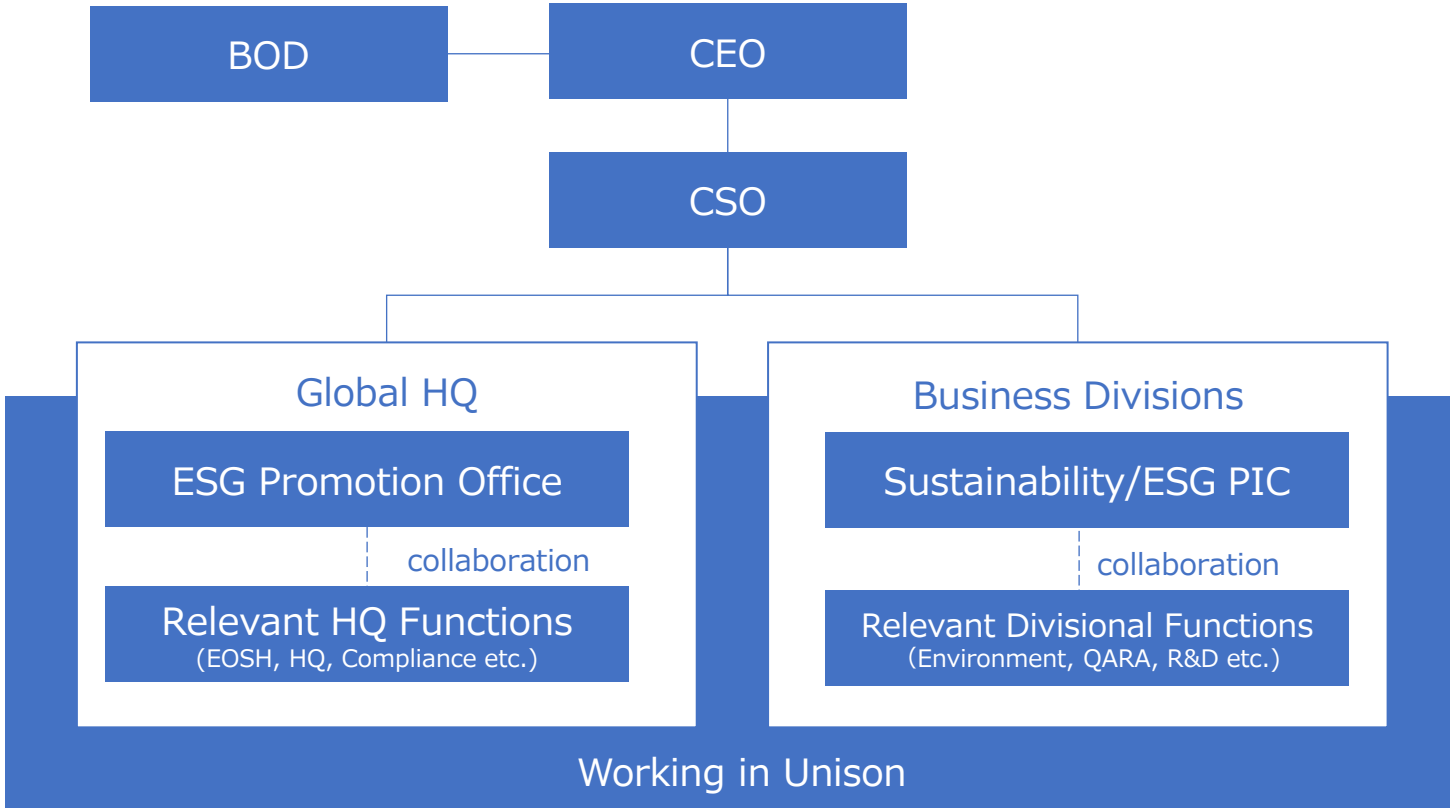 BOD
CEO
CSO
Global HQ
ESG Promotion Office
collaboration
Relevant HQ Functions
(EOSH, HQ, Compliance etc.)
Business Divisions
Sustainability/ESG PIC
collaboration
Relevant Divisional Functions
(Environment, QARA, R&D etc.)
Working in Unison